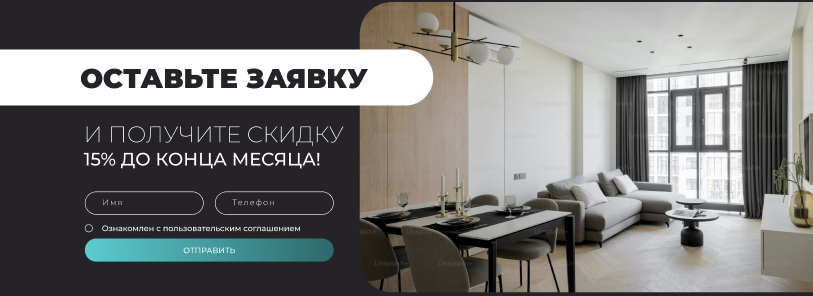 ОСТАВЬТЕ ЗАЯВКУ
И ПОЛУЧИТЕ СКИДКУ
15% ДО КОНЦА МЕСЯЦА!
Имя Телефон
Ознакомлен с пользовательским соглашением
ОТПРАВИТЬ